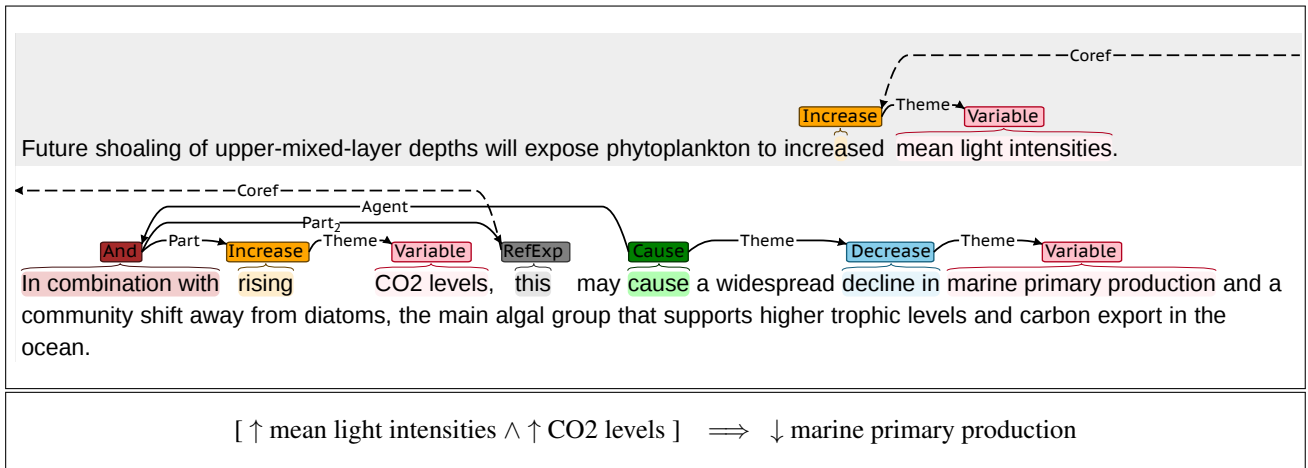 Coref
Increase Theme Variable
Future shoaling of upper-mixed-layer depths will expose phytoplankton to increased mean light intensities.
Coref
Agent
Part2
And Part Increase Theme Variable RefExp Cause Theme Decrease Theme Variable
In combination with rising CO2 levels, this may cause a widespread decline in marine primary production and a
community shift away from diatoms, the main algal group that supports higher trophic levels and carbon export in the
ocean.
[ ↑ mean light intensities ∧ ↑ CO2 levels ] ⟹ ↓ marine primary production